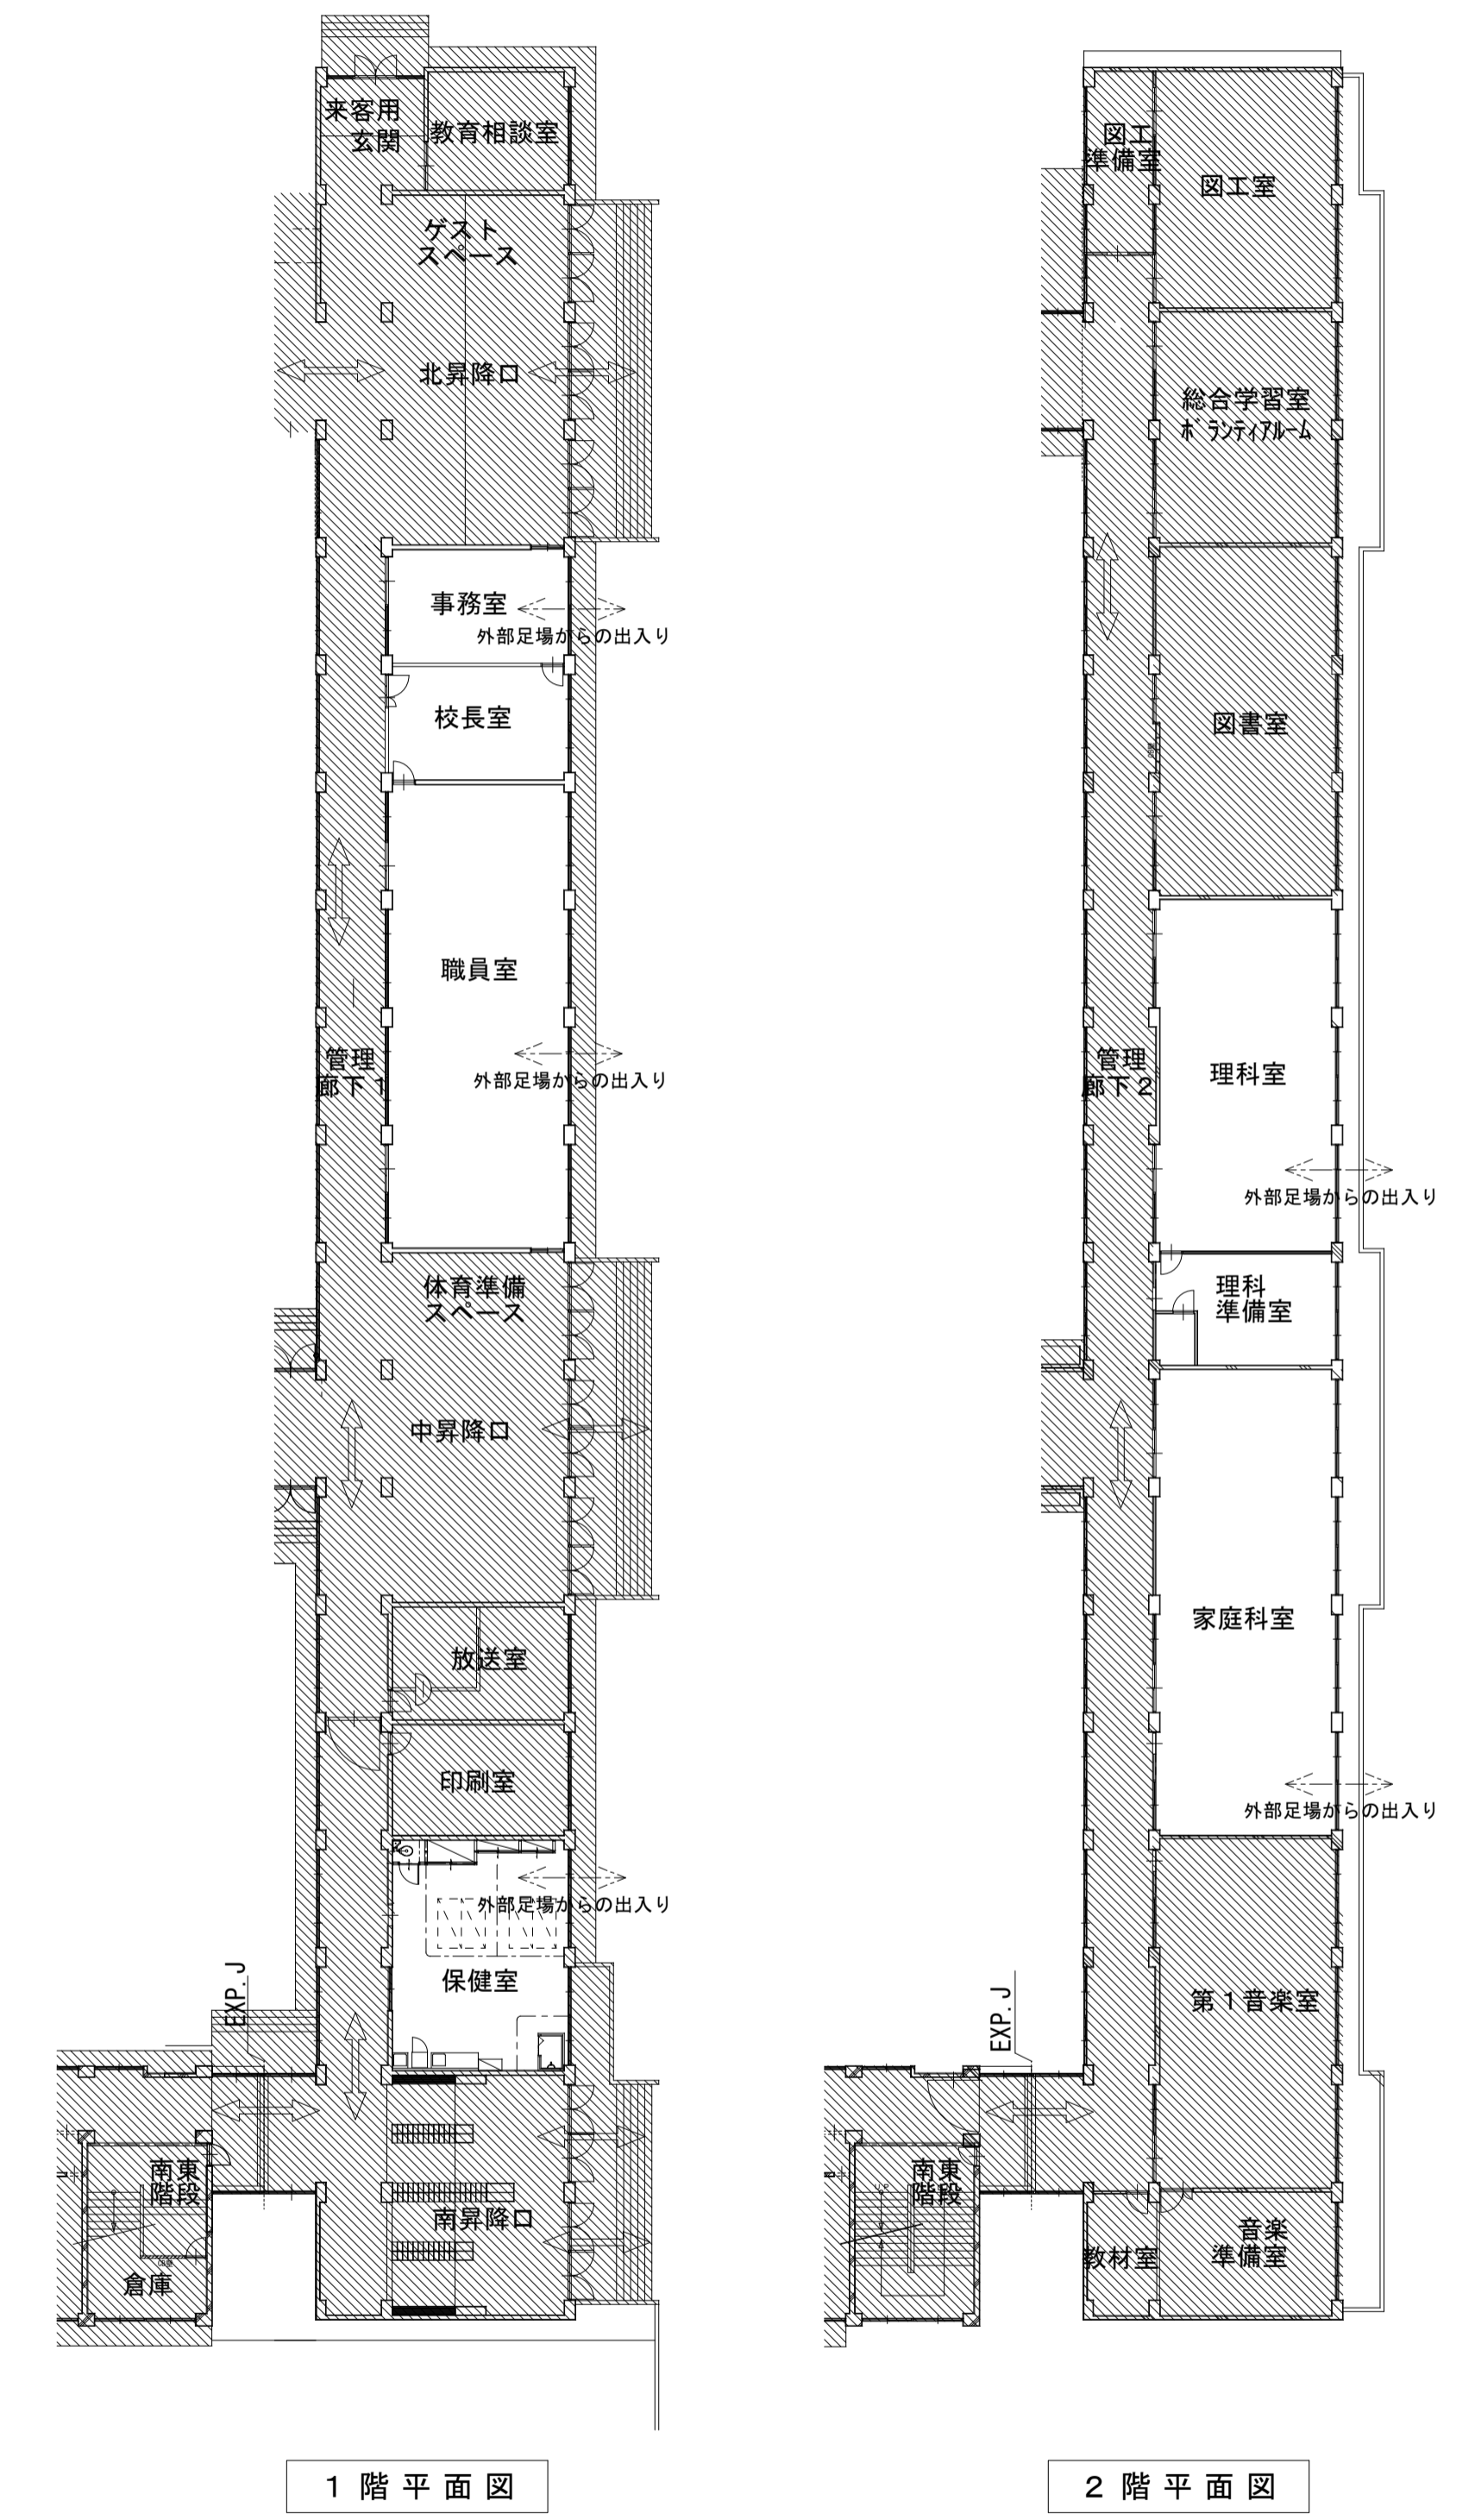 来客用
玄関
教育相談室
ゲスト
スペース
北昇降口
事務室
外部足場からの出入り
校長室
職員室
外部足場からの出入り
管理
廊下1
体育準備
スペース
中昇降口
放送室
印刷室
外部足場からの出入り
保健室
EXP.J
南東
階段
倉庫
南昇降口
1階平面図
図工
準備室
図工室
総合学習室
ボランティアルーム
図書室
管理
廊下2
理科室
外部足場からの出入り
理科
準備室
家庭科室
外部足場からの出入り
第1音楽室
EXP.J
南東
階段
教材室
音楽
準備室
2階平面図